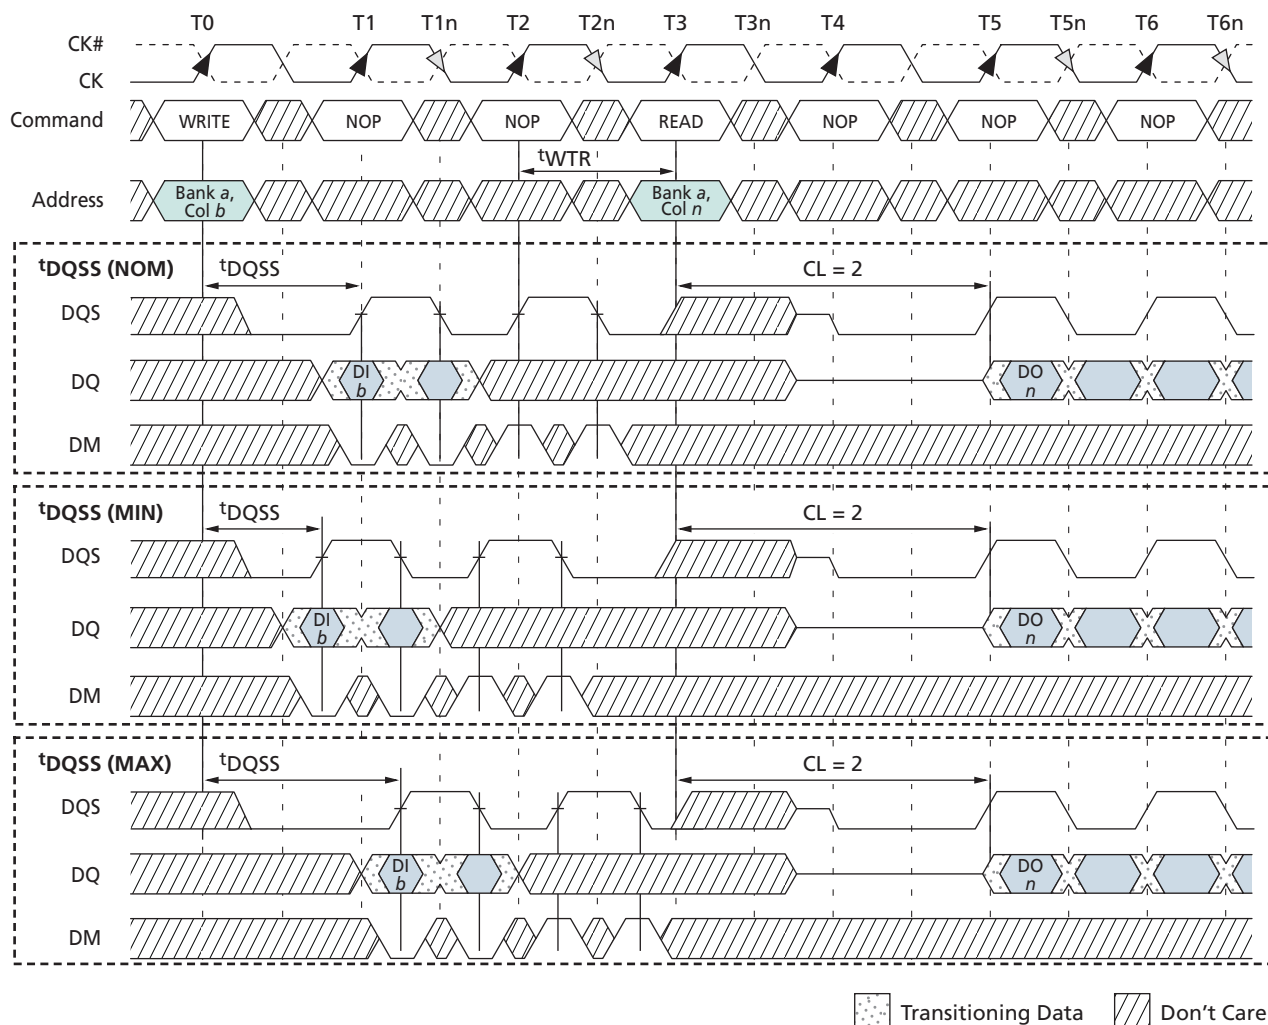 T0 T1 T1n T2 T2n T3 T3n T4 T5 T5n T6 T6n
CK#
CK
Command WRITE NOP NOP READ NOP NOP NOP
tWTR
Address Bank a, Col b Bank a, Col n
tDQSS (NOM) tDQSS CL = 2
DQS
DQ DI b DO n
DM
tDQSS (MIN) tDQSS CL = 2
DQS
DQ DI b DO n
DM
tDQSS (MAX) tDQSS CL = 2
DQS
DQ DI b DO n
DM
Transitioning Data Don't Care